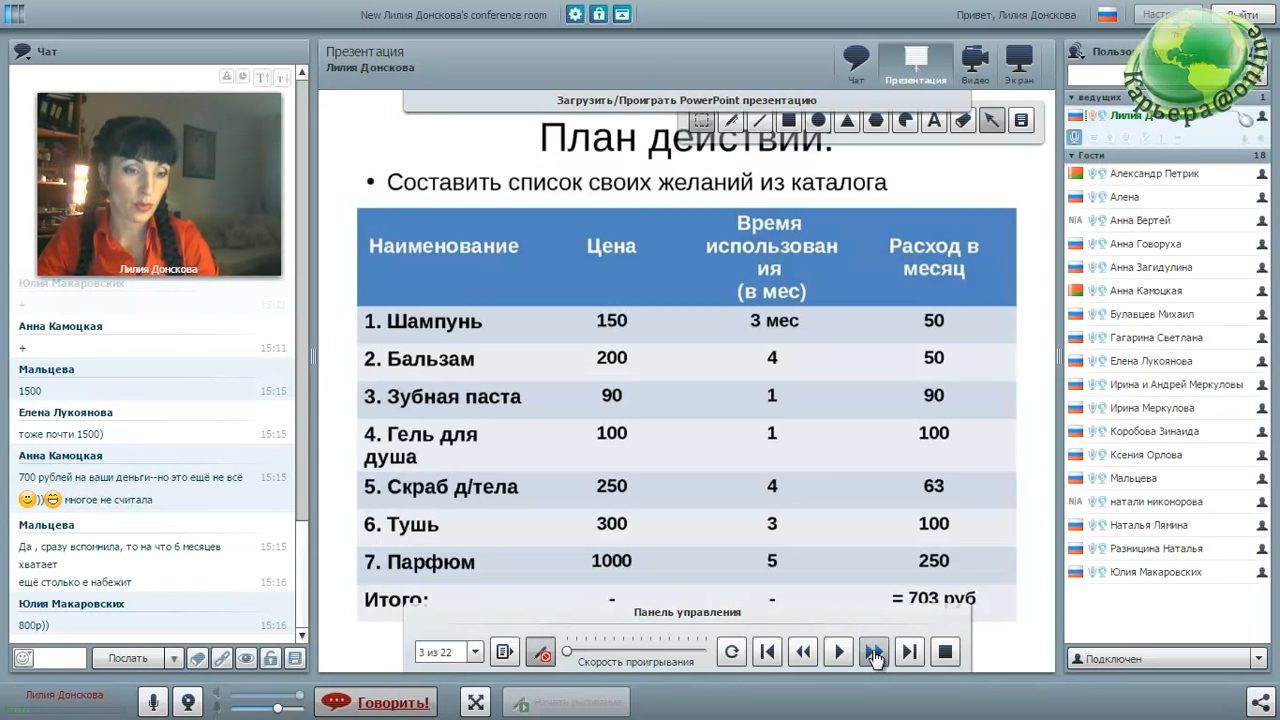 New Лилия Донскова's conference room
Привет, Лилия Донскова
Выйти
карьера@online
Чат
Лилия Донскова
Юлия Макаровских
+ 15:11
Анна Камоцкая
+ 15:11
Мальцева
1500 15:15
Елена Лукоянова
тоже почти 1500) 15:15
Анна Камоцкая
700 рублей на ваши деньги--но это ещё не всё 15:15
))) многое не считала
Мальцева
Да , сразу вспомнила, то на что 6 месяцев 15:15
хватает
ещё столько е набежит 15:16
Юлия Макаровских
800р)) 15:16
Послать
Презентация
Лилия Донскова
Чат Презентация Видео Экран
Загрузить/Проиграть PowerPoint презентацию
План действий:
• Составить список своих желаний из каталога
Наименование Цена Время использования (в мес) Расход в месяц
1. Шампунь 150 3 мес 50
2. Бальзам 200 4 50
3. Зубная паста 90 1 90
4. Гель для душа 100 1 100
5. Скраб д/тела 250 4 63
6. Тушь 300 3 100
7. Парфюм 1000 5 250
Итого: - - = 703 руб
Панель управления
3 из 22
Скорость проигрывания
ведущих 1
Гости 18
Александр Петрик
Алена
N/A Анна Вертей
Анна Говоруха
Анна Загидулина
Анна Камоцкая
Булавцев Михаил
Гагарина Светлана
Елена Лукоянова
Ирина и Андрей Меркуловы
Ирина Меркулова
Коробова Зинаида
Ксения Орлова
Мальцева
N/A натали никонорова
Наталья Лямина
Разницина Наталья
Юлия Макаровских
Подключен
Лилия Донскова
Говорить!